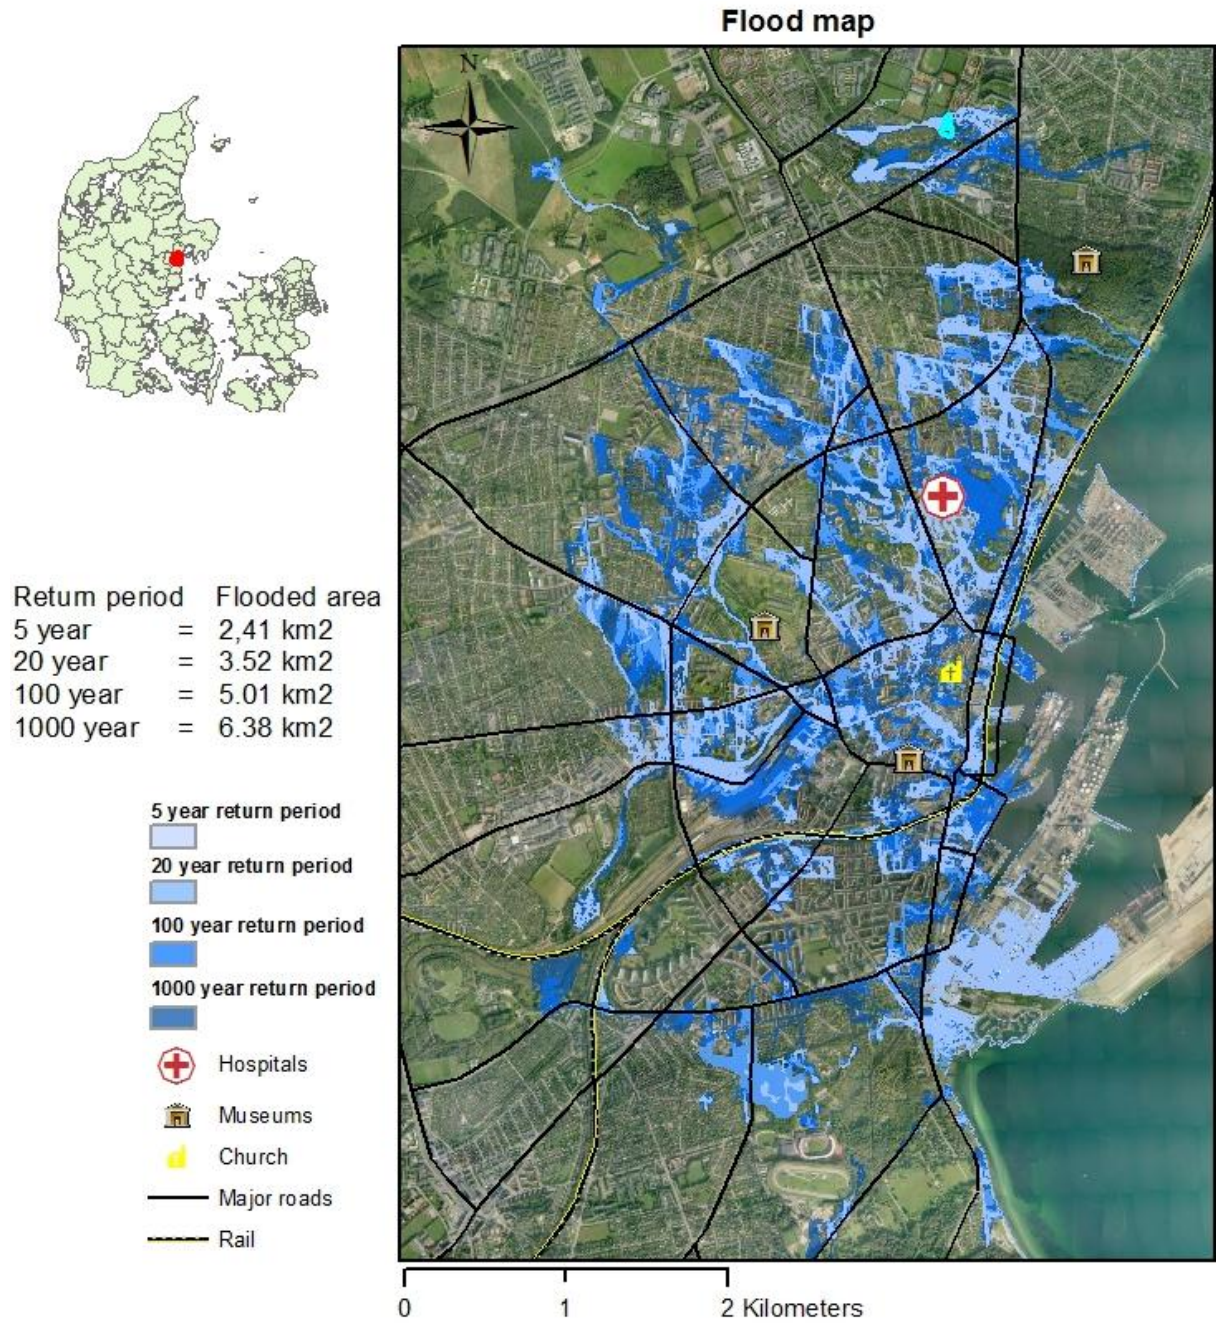 Flood map
N
Return period Flooded area
5 year = 2,41 km2
20 year = 3.52 km2
100 year = 5.01 km2
1000 year = 6.38 km2
5 year return period
20 year return period
100 year return period
1000 year return period
Hospitals
Museums
Church
Major roads
Rail
0 1 2 Kilometers